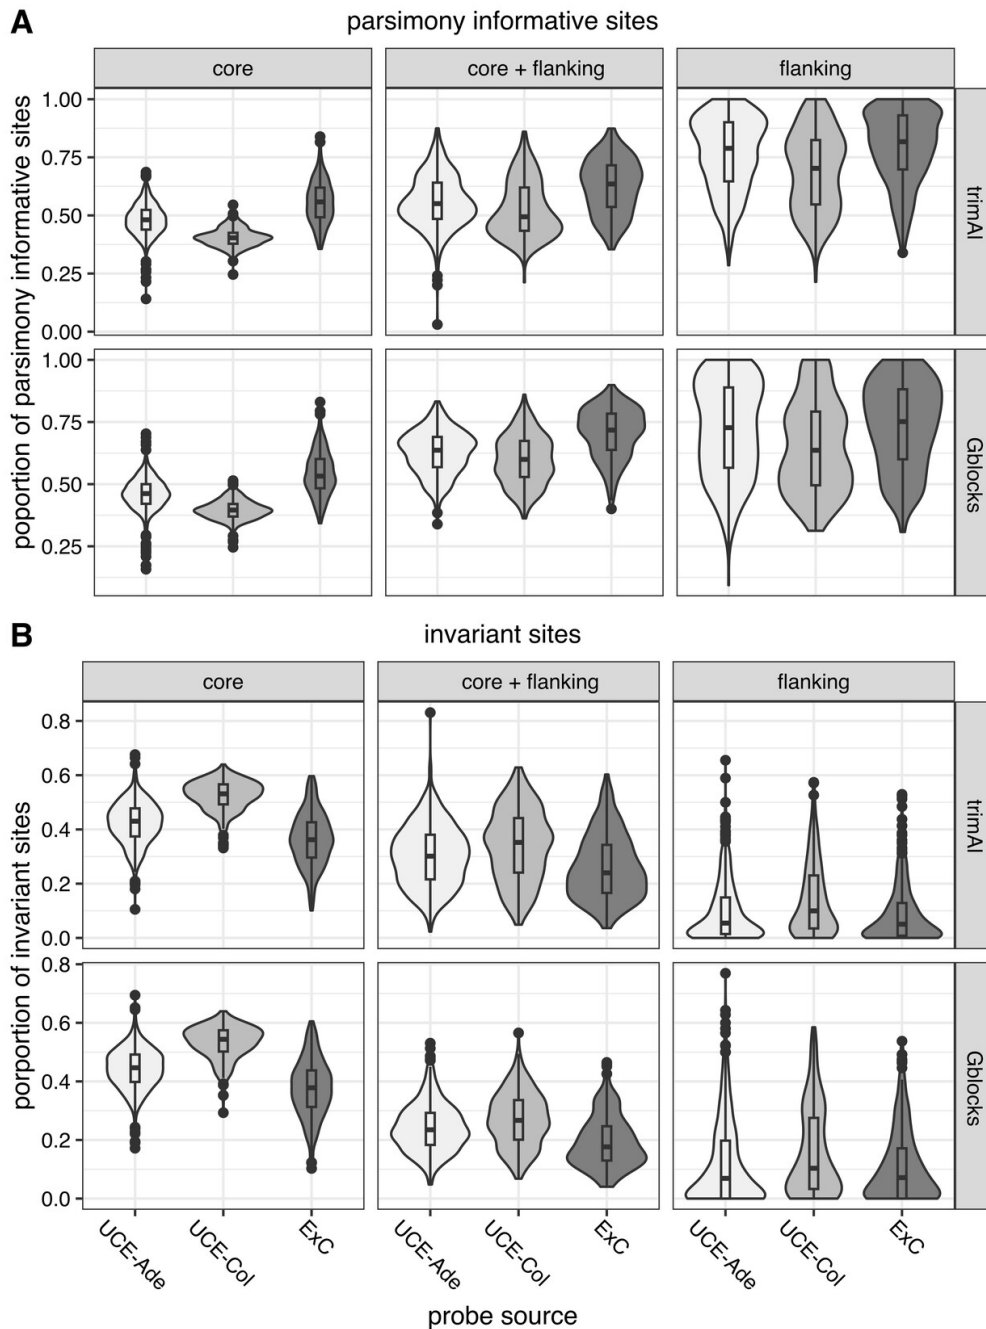 A
parsimony informative sites
core
core + flanking
flanking
poportion of parsimony informative sites
1.00
0.75
0.50
0.25
0.00
trimAl
1.00
0.75
0.50
0.25
Gblocks
B
invariant sites
core
core + flanking
flanking
porportion of invariant sites
0.8
0.6
0.4
0.2
0.0
trimAl
0.8
0.6
0.4
0.2
0.0
Gblocks
UCE-Ade
UCE-Col
ExC
UCE-Ade
UCE-Col
ExC
UCE-Ade
UCE-Col
ExC
probe source